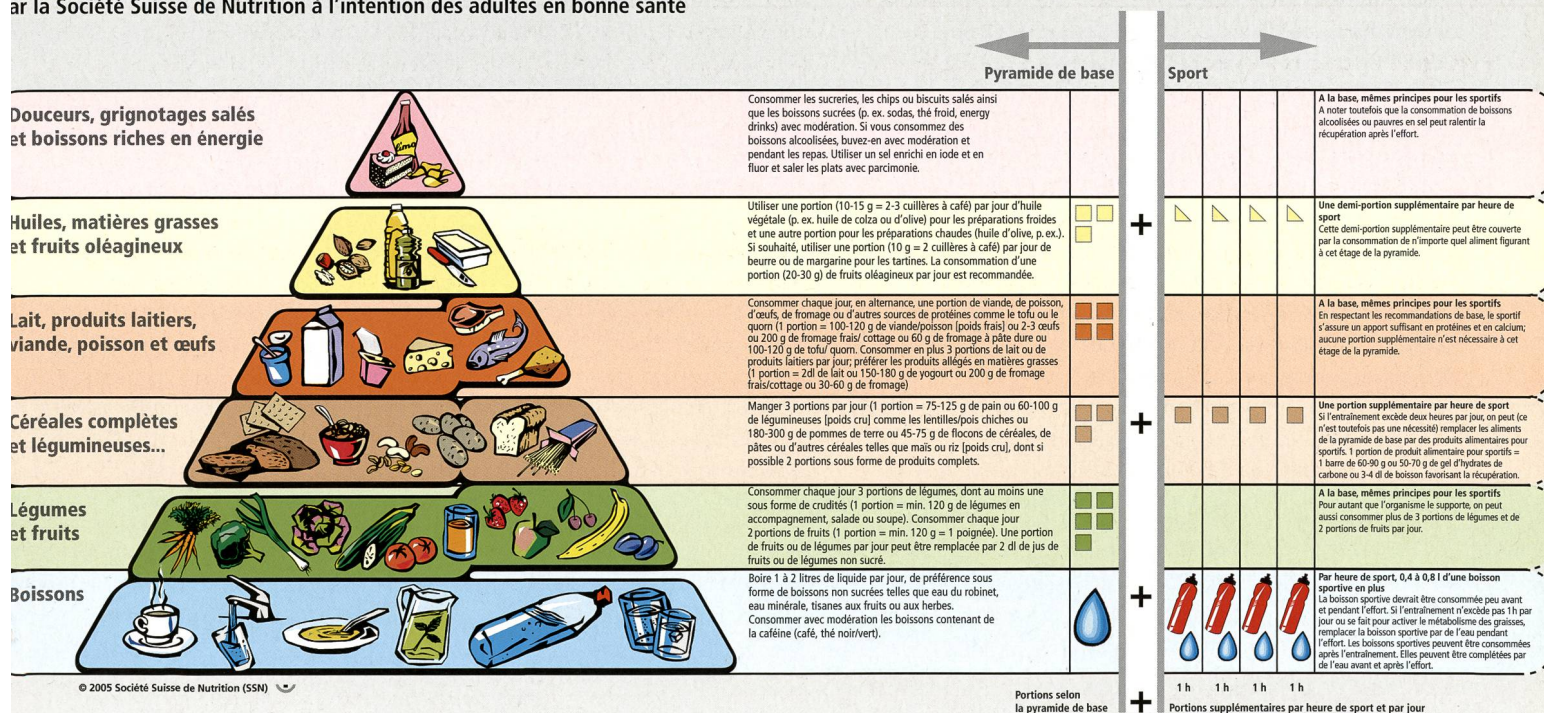 ar la Société Suisse de Nutrition à l'intention des adultes en bonne santé
Pyramide de base
Sport
Douceurs, grignotages salés
et boissons riches en énergie
limo
Consommer les sucreries, les chips ou biscuits salés ainsi
que les boissons sucrées (p. ex. sodas, thé froid, energy
drinks) avec modération. Si vous consommez des
boissons alcoolisées, buvez-en avec modération et
pendant les repas. Utiliser un sel enrichi en iode et en
fluor et saler les plats avec parcimonie.
A la base, mêmes principes pour les sportifs
A noter toutefois que la consommation de boissons
alcoolisées ou pauvres en sel peut ralentir la
récupération après l'effort.
Huiles, matières grasses
et fruits oléagineux
Utiliser une portion (10-15 g = 2-3 cuillères à café) par jour d'huile
végétale (p. ex. huile de colza ou d'olive) pour les préparations froides
et une autre portion pour les préparations chaudes (huile d'olive, p. ex.).
Si souhaité, utiliser une portion (10 g = 2 cuillères à café) par jour de
beurre ou de margarine pour les tartines. La consommation d'une
portion (20-30 g) de fruits oléagineux par jour est recommandée.
+
Une demi-portion supplémentaire par heure de
sport
Cette demi-portion supplémentaire peut être couverte
par la consommation de n'importe quel aliment figurant
à cet étage de la pyramide.
Lait, produits laitiers,
viande, poisson et œufs
Consommer chaque jour, en alternance, une portion de viande, de poisson,
d'œufs, de fromage ou d'autres sources de protéines comme le tofu ou le
quorn (1 portion = 100-120 g de viande/poisson [poids frais] ou 2-3 œufs
ou 200 g de fromage frais/ cottage ou 60 g de fromage à pâte dure ou
100-120 g de tofu/ quorn. Consommer en plus 3 portions de lait ou de
produits laitiers par jour; préférer les produits allégés en matières grasses
(1 portion = 2dl de lait ou 150-180 g de yogourt ou 200 g de fromage
frais/cottage ou 30-60 g de fromage)
A la base, mêmes principes pour les sportifs
En respectant les recommandations de base, le sportif
s'assure un apport suffisant en protéines et en calcium;
aucune portion supplémentaire n'est nécessaire à cet
étage de la pyramide.
Céréales complètes
et légumineuses...
Manger 3 portions par jour (1 portion = 75-125 g de pain ou 60-100 g
de légumineuses [poids cru] comme les lentilles/pois chiches ou
180-300 g de pommes de terre ou 45-75 g de flocons de céréales, de
pâtes ou d'autres céréales telles que maïs ou riz [poids cru], dont si
possible 2 portions sous forme de produits complets.
+
Une portion supplémentaire par heure de sport
Si l'entraînement excède deux heures par jour, on peut (ce
n'est toutefois pas une nécessité) remplacer les aliments
de la pyramide de base par des produits alimentaires pour
sportifs. 1 portion de produit alimentaire pour sportifs =
1 barre de 60-90 g ou 50-70 g de gel d'hydrates de
carbone ou 3-4 dl de boisson favorisant la récupération.
Légumes
et fruits
Consommer chaque jour 3 portions de légumes, dont au moins une
sous forme de crudités (1 portion = min. 120 g de légumes en
accompagnement, salade ou soupe). Consommer chaque jour
2 portions de fruits (1 portion = min. 120 g = 1 poignée). Une portion
de fruits ou de légumes par jour peut être remplacée par 2 dl de jus de
fruits ou de légumes non sucré.
A la base, mêmes principes pour les sportifs
Pour autant que l'organisme le supporte, on peut
aussi consommer plus de 3 portions de légumes et de
2 portions de fruits par jour.
Boissons
Boire 1 à 2 litres de liquide par jour, de préférence sous
forme de boissons non sucrées telles que eau du robinet,
eau minérale, tisanes aux fruits ou aux herbes.
Consommer avec modération les boissons contenant de
la caféine (café, thé noir/vert).
+
Par heure de sport, 0,4 à 0,8 l d'une boisson
sportive en plus
La boisson sportive devrait être consommée peu avant
et pendant l'effort. Si l'entraînement n'excède pas 1h par
jour ou se fait pour activer le métabolisme des graisses,
remplacer la boisson sportive par de l'eau pendant
l'effort. Les boissons sportives peuvent être consommées
après l'entraînement. Elles peuvent être complétées par
de l'eau avant et après l'effort.
© 2005 Société Suisse de Nutrition (SSN)
1 h 1 h 1 h 1 h
Portions selon
la pyramide de base
+
Portions supplémentaires par heure de sport et par jour